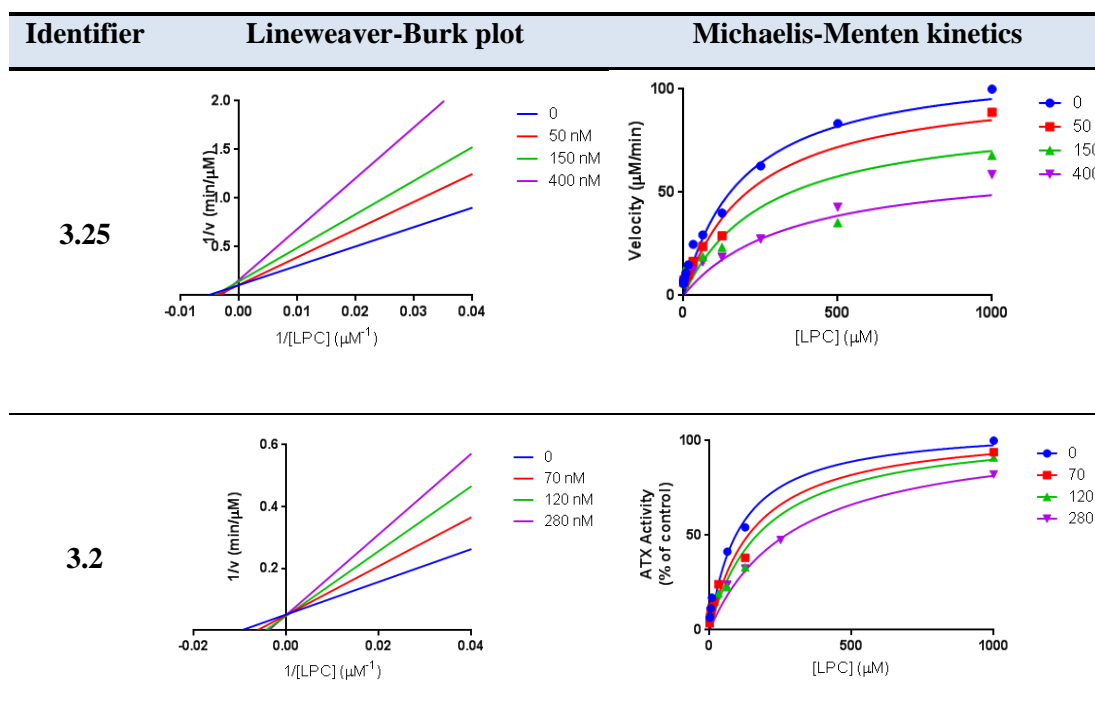 Identifier Lineweaver-Burk plot Michaelis-Menten kinetics
3.25
1/v (min/µM)
2.0
1.5
1.0
0.5
-0.01 0.00 0.01 0.02 0.03 0.04
1/[LPC] (µM-1)
0
50 nM
150 nM
400 nM
Velocity (µM/min)
100
50
0
0 500 1000
[LPC] (µM)
0
50
150
400
3.2
1/v (min/µM)
0.6
0.4
0.2
-0.02 0.00 0.02 0.04
1/[LPC] (µM-1)
0
70 nM
120 nM
280 nM
ATX Activity
(% of control)
100
50
0
0 500 1000
[LPC] (µM)
0
70
120
280